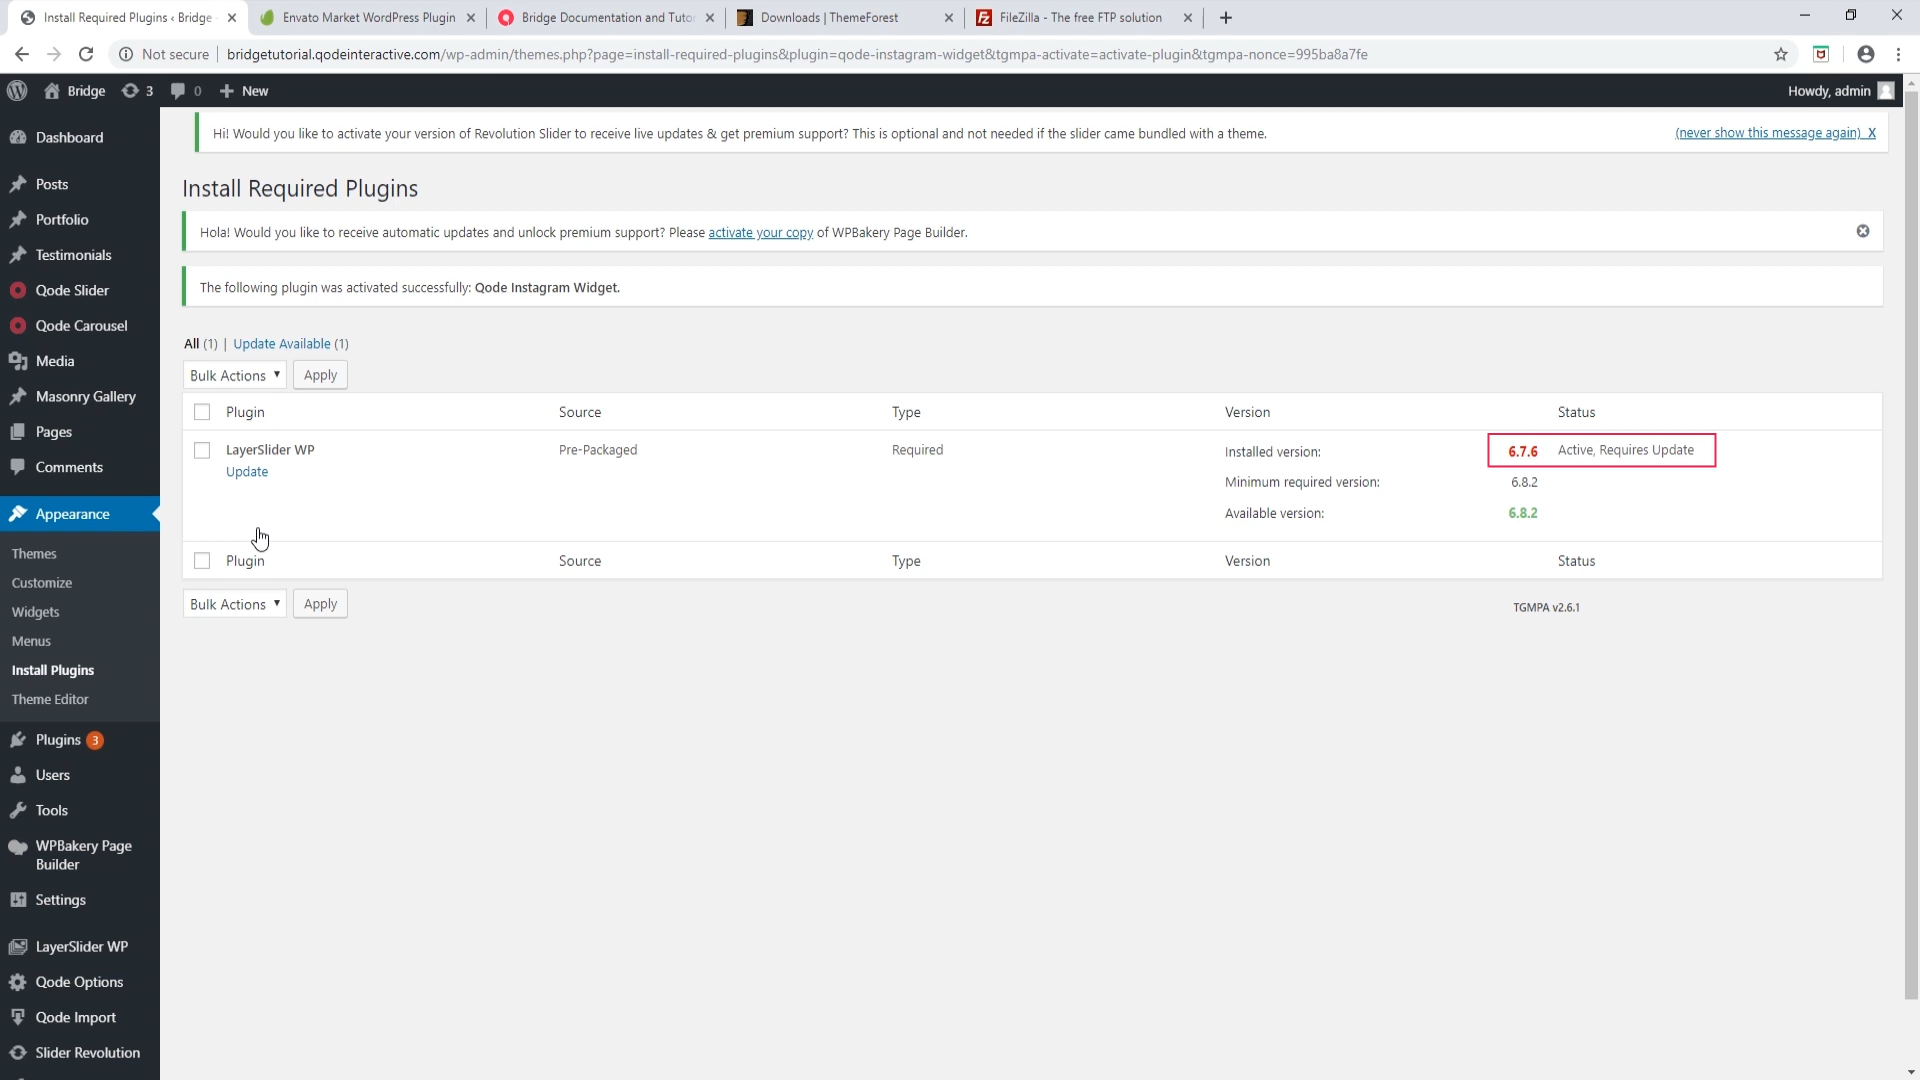 Install Required Plugins ‹ Bridge -
Envato Market WordPress Plugin
Bridge Documentation and Tutor
Downloads | ThemeForest
FileZilla - The free FTP solution
Not secure | bridgetutorial.qodeinteractive.com/wp-admin/themes.php?page=install-required-plugins&plugin=qode-instagram-widget&tgmpa-activate=activate-plugin&tgmpa-nonce=995ba8a7fe
Bridge 3 0 New Howdy, admin
Dashboard
Posts
Portfolio
Testimonials
Qode Slider
Qode Carousel
Media
Masonry Gallery
Pages
Comments
Appearance
Themes
Customize
Widgets
Menus
Install Plugins
Theme Editor
Plugins 3
Users
Tools
WPBakery Page
Builder
Settings
LayerSlider WP
Qode Options
Qode Import
Slider Revolution
Hi! Would you like to activate your version of Revolution Slider to receive live updates & get premium support? This is optional and not needed if the slider came bundled with a theme. (never show this message again) X
Install Required Plugins
Hola! Would you like to receive automatic updates and unlock premium support? Please activate your copy of WPBakery Page Builder.
The following plugin was activated successfully: Qode Instagram Widget.
All (1) | Update Available (1)
Bulk Actions Apply
Plugin Source Type Version Status
LayerSlider WP Pre-Packaged Required Installed version: 6.7.6 Active, Requires Update
Update
Minimum required version: 6.8.2
Available version: 6.8.2
Plugin Source Type Version Status
Bulk Actions Apply
TGMPA v2.6.1